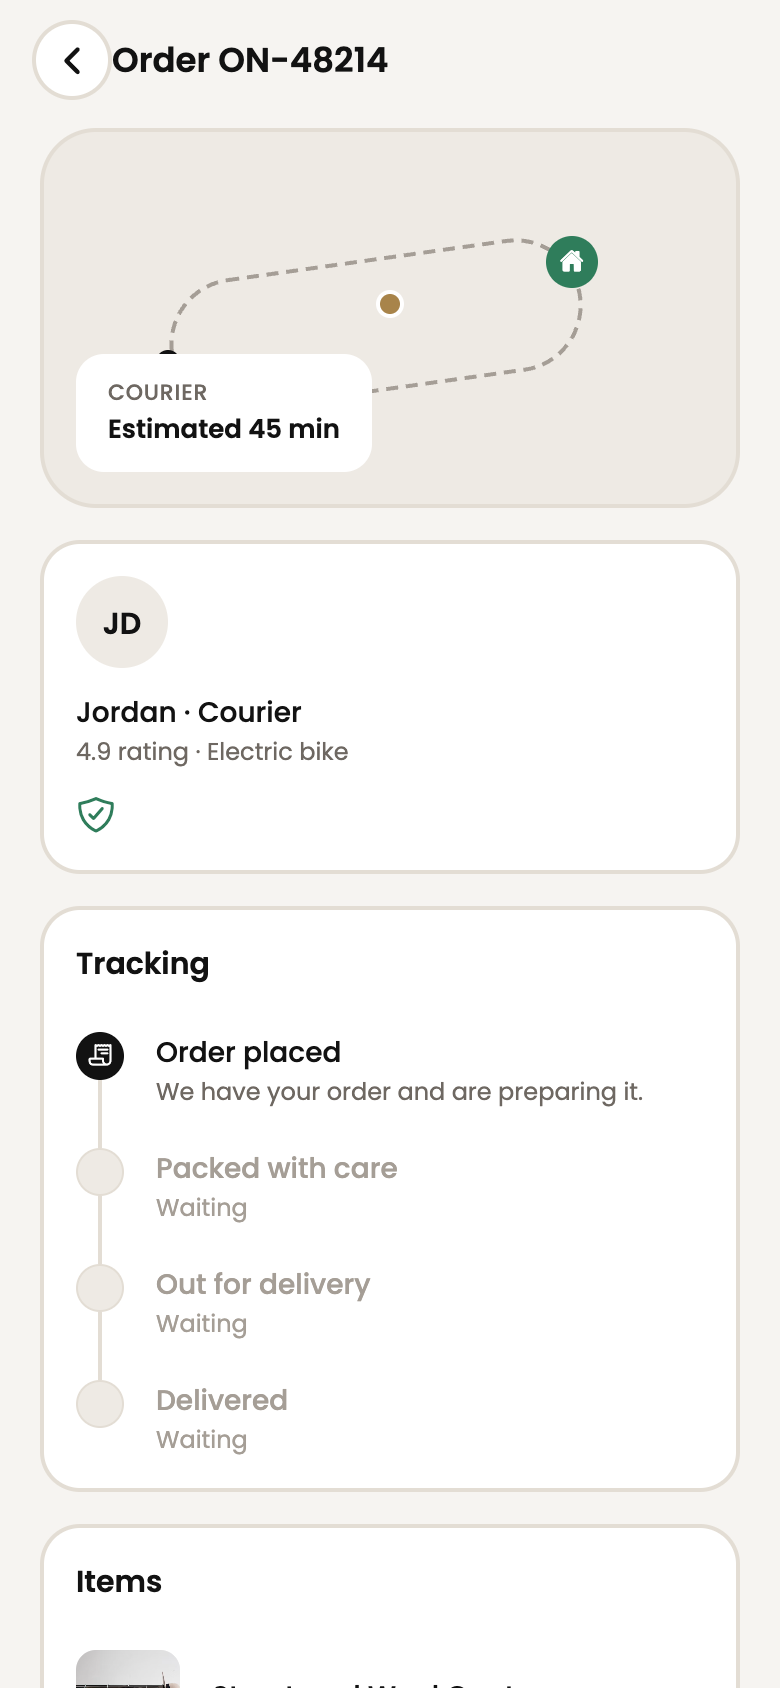 Order ON-48214
COURIER
Estimated 45 min
JD
Jordan · Courier
4.9 rating · Electric bike
Tracking
Order placed
We have your order and are preparing it.
Packed with care
Waiting
Out for delivery
Waiting
Delivered
Waiting
Items